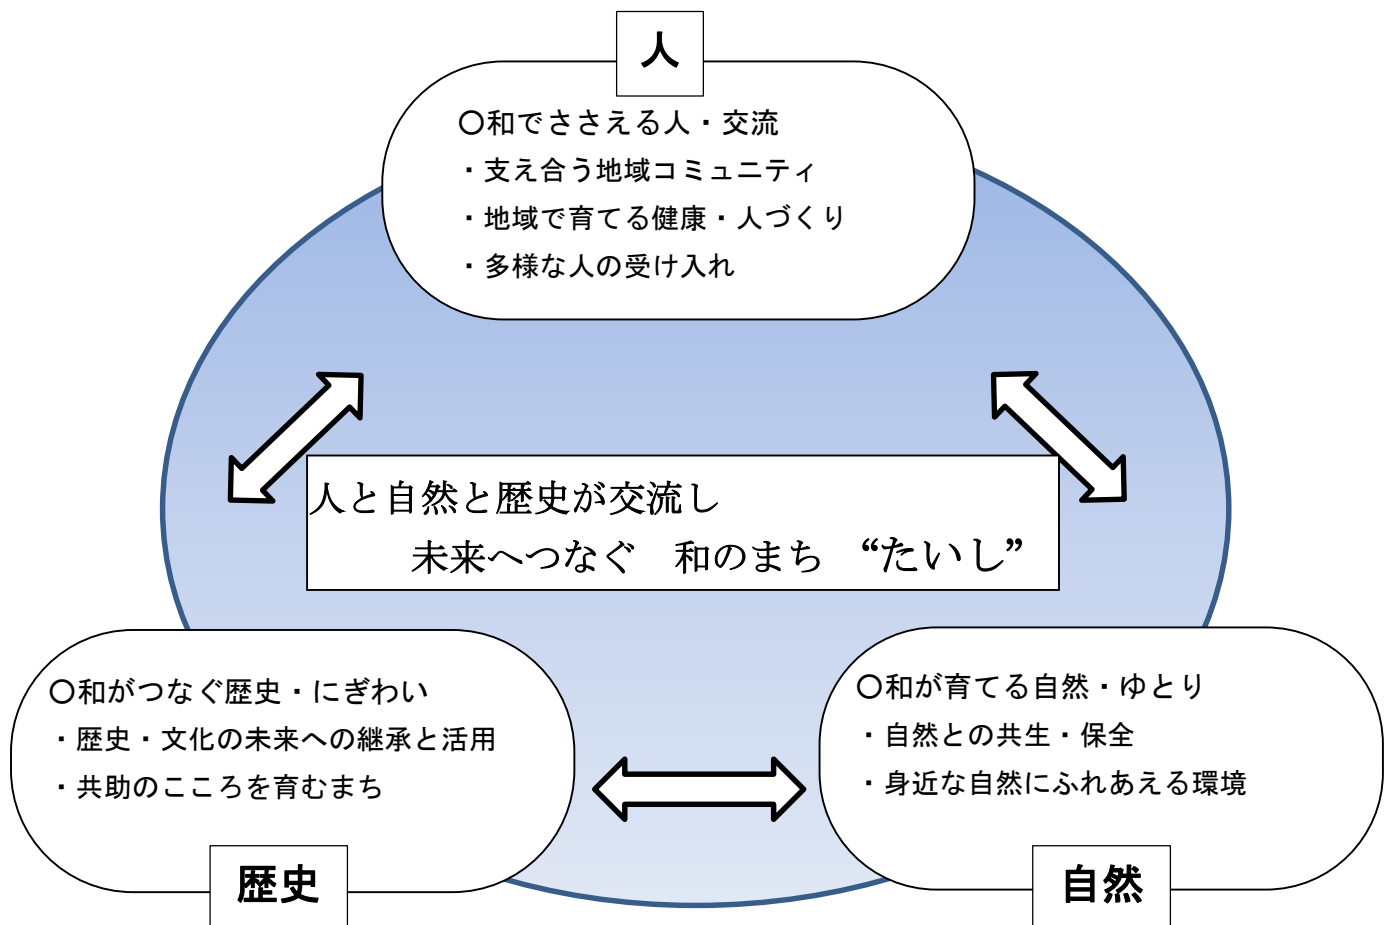 人
〇和でささえる人・交流
・支え合う地域コミュニティ
・地域で育てる健康・人づくり
・多様な人の受け入れ
人と自然と歴史が交流し
未来へつなぐ　和のまち　“たいし”
〇和がつなぐ歴史・にぎわい
・歴史・文化の未来への継承と活用
・共助のこころを育むまち
歴史
〇和が育てる自然・ゆとり
・自然との共生・保全
・身近な自然にふれあえる環境
自然